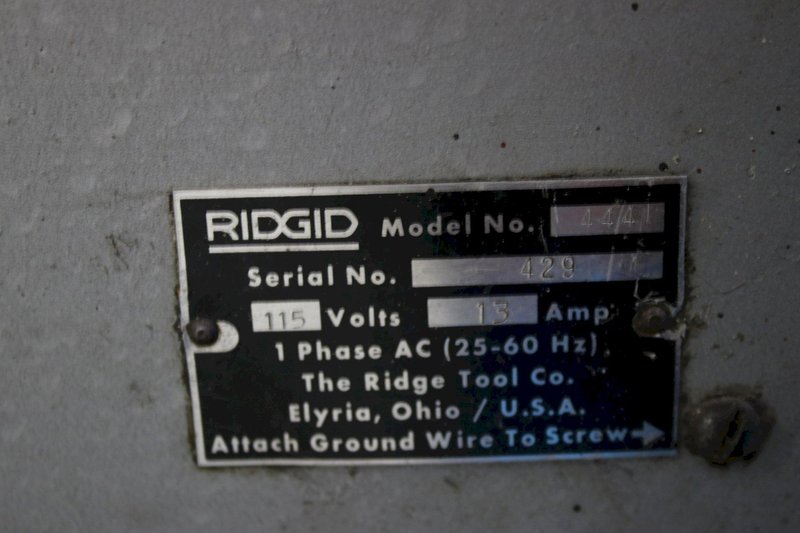 RIDGID Model No. 4441
Serial No. 429
115 Volts 13 Amp
1 Phase AC (25-60 Hz)
The Ridge Tool Co.
Elyria, Ohio / U.S.A.
Attach Ground Wire To Screw→